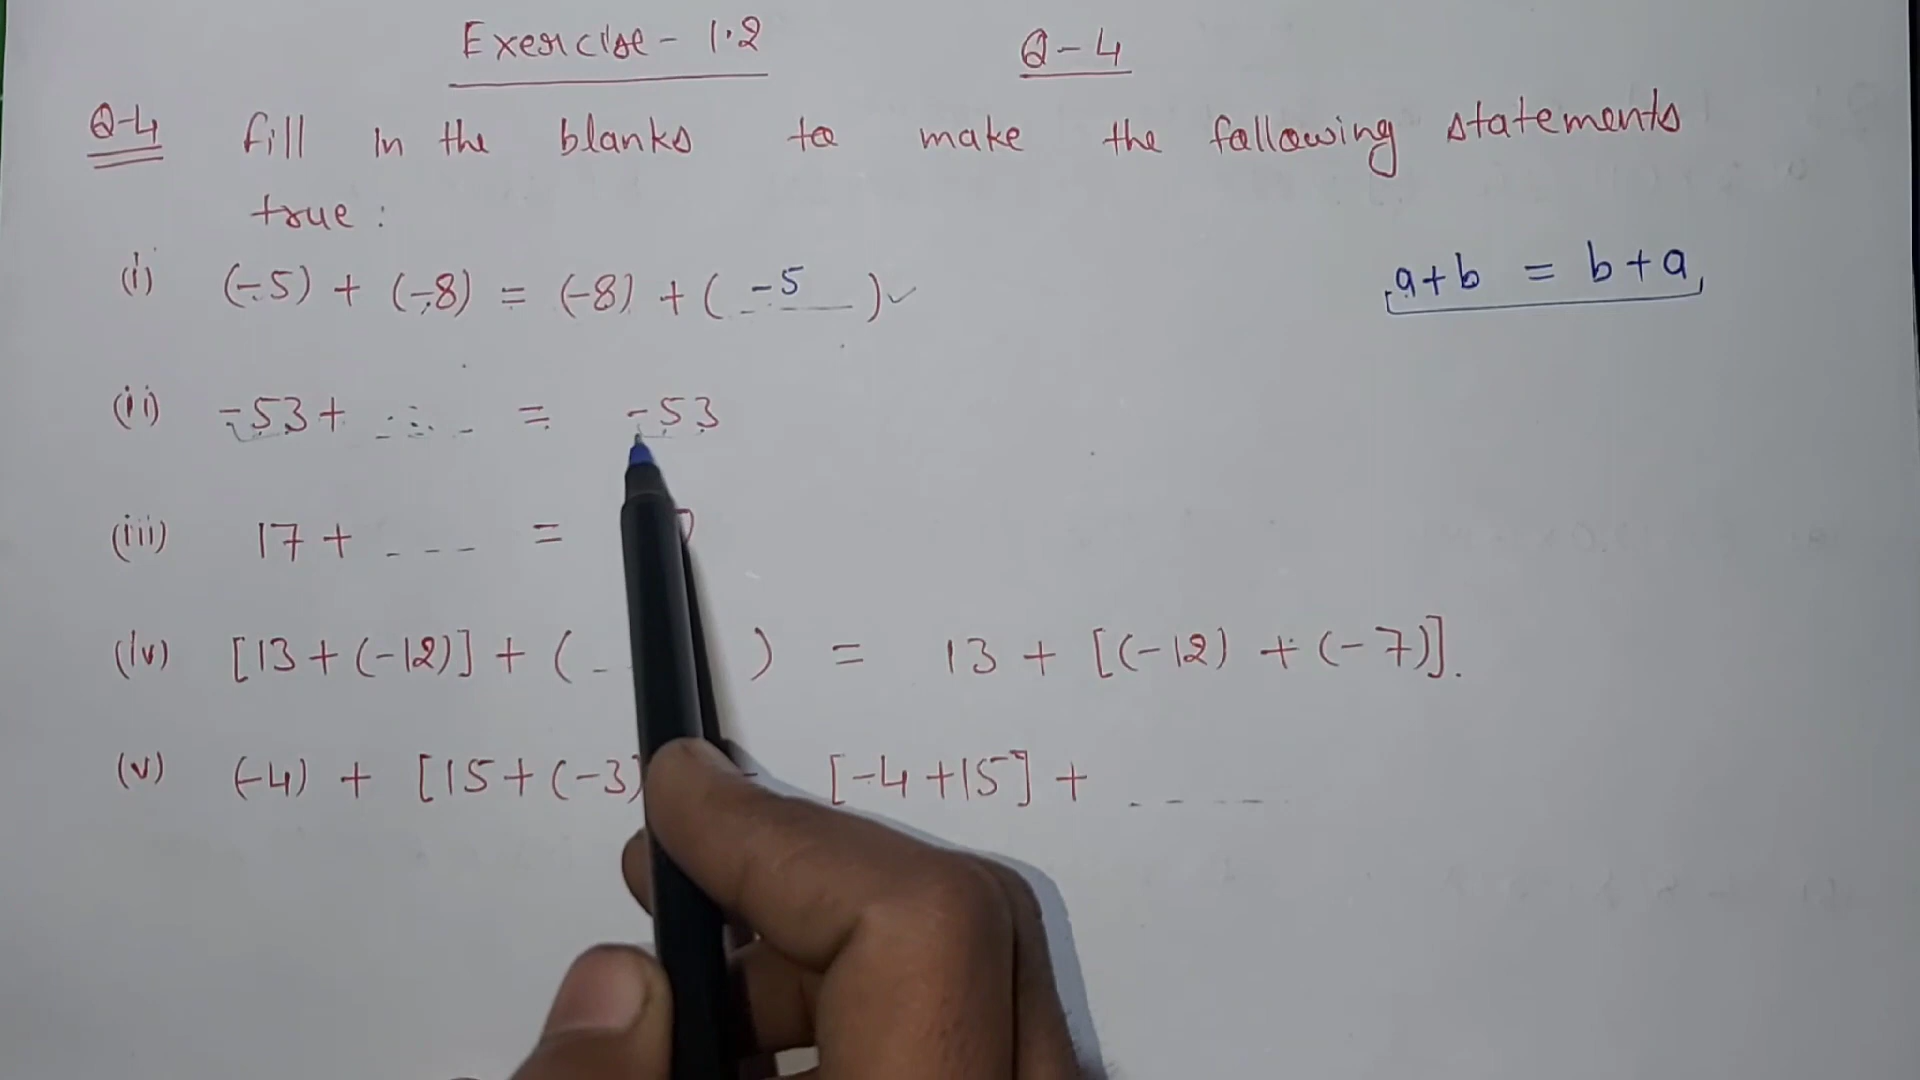 Exercise - 1.2 Q-4
Q-4 fill in the blanks to make the following statements
true :
(i) (-5) + (-8) = (-8) + ( -5 ) ✓
a+b = b+a
(ii) -53 + ---- = -53
(iii) 17 + --- =
(iv) [13 + (-12)] + ( ) = 13 + [(-12) + (-7)].
(v) (-4) + [15 + (-3) [-4 +15] + ----